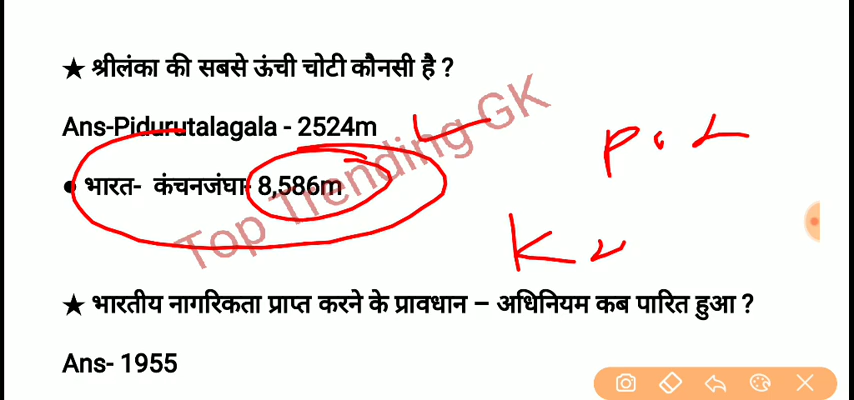 ★ श्रीलंका की सबसे ऊंची चोटी कौनसी है ?
Ans-Pidurutalagala - 2524m
● भारत- कंचनजंघा- 8,586m
Top Trending GK
★ भारतीय नागरिकता प्राप्त करने के प्रावधान – अधिनियम कब पारित हुआ ?
Ans- 1955